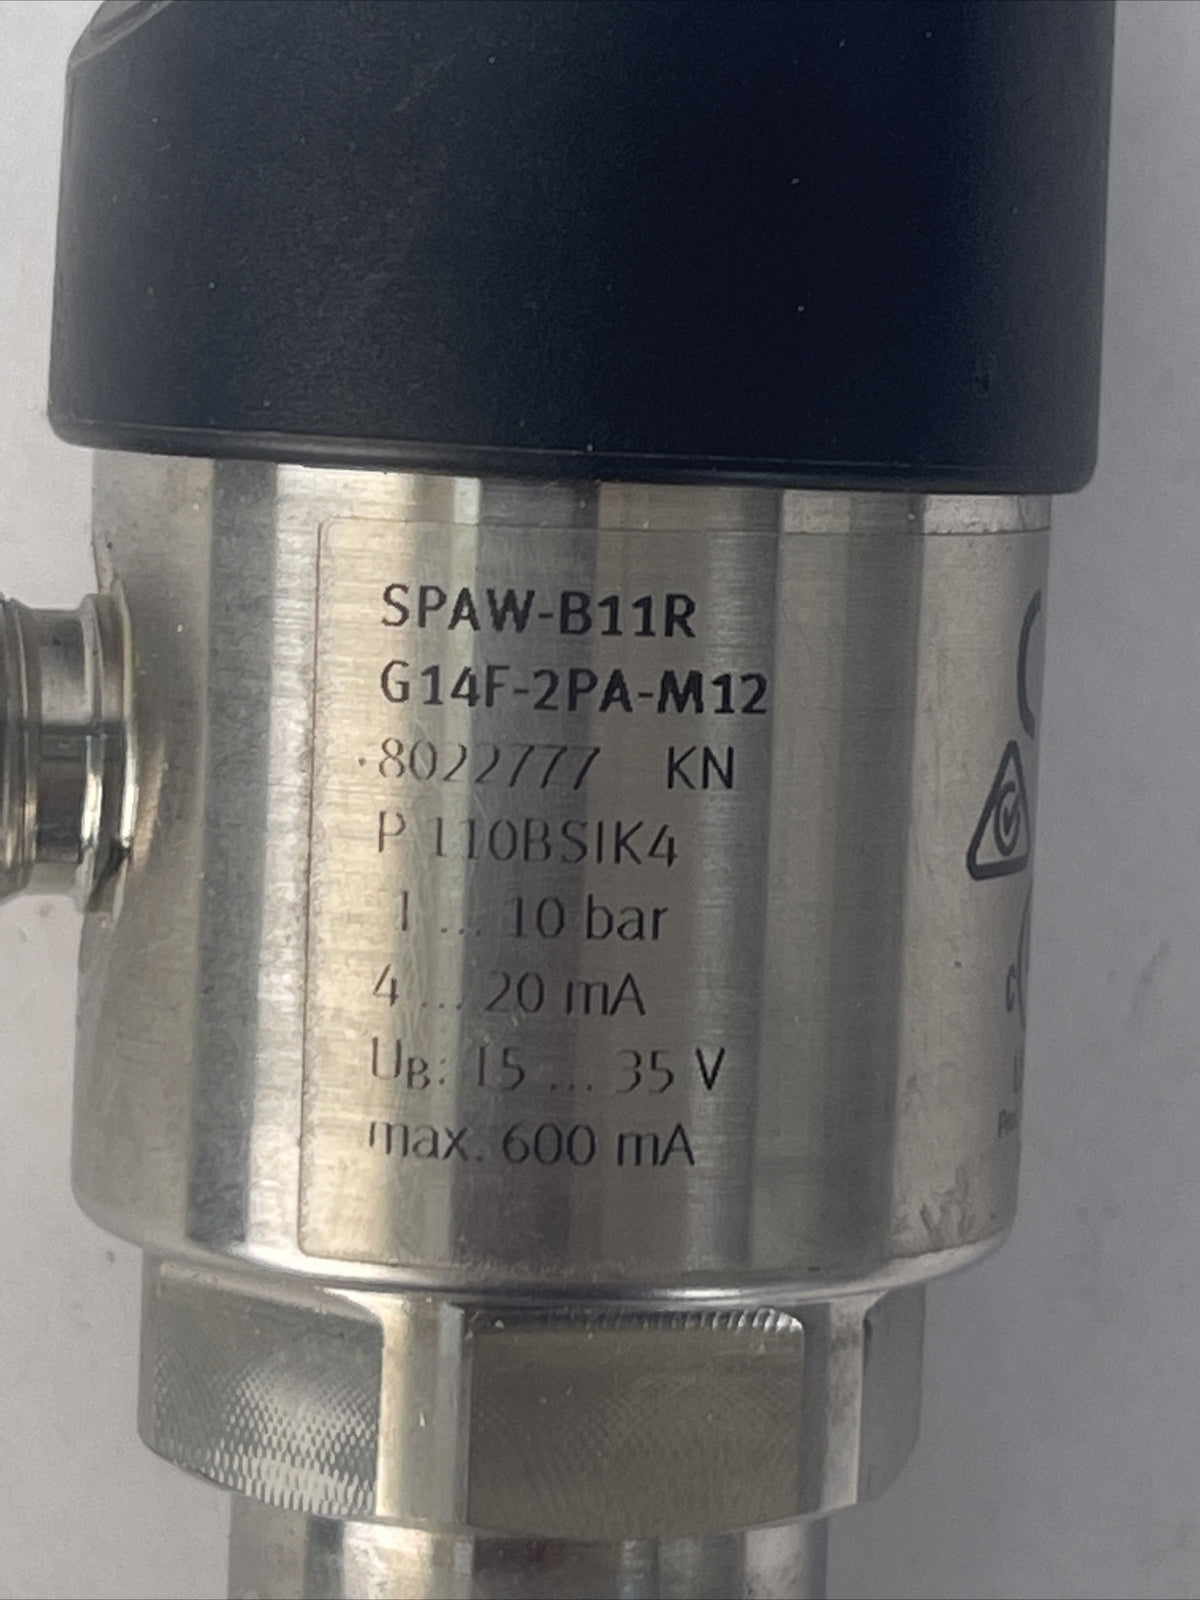 SPAW-B11R
G14F-2PA-M12
8022777 KN
P 110BSIK4
1 ... 10 bar
4 ... 20 mA
UB: 15 ... 35 V
max. 600 mA